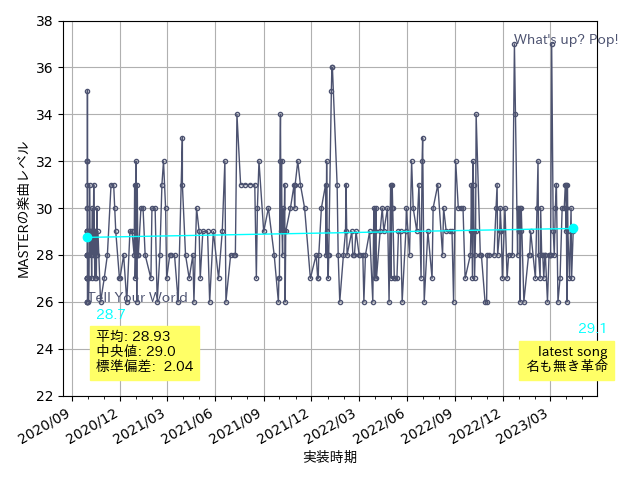 38
36
34
32
30
28
26
24
22
MASTERの楽曲レベル
What's up? Pop!
Tell Your World
28.7
29.1
平均: 28.93
中央値: 29.0
標準偏差: 2.04
latest song
名も無き革命
2020/09
2020/12
2021/03
2021/06
2021/09
2021/12
2022/03
2022/06
2022/09
2022/12
2023/03
実装時期